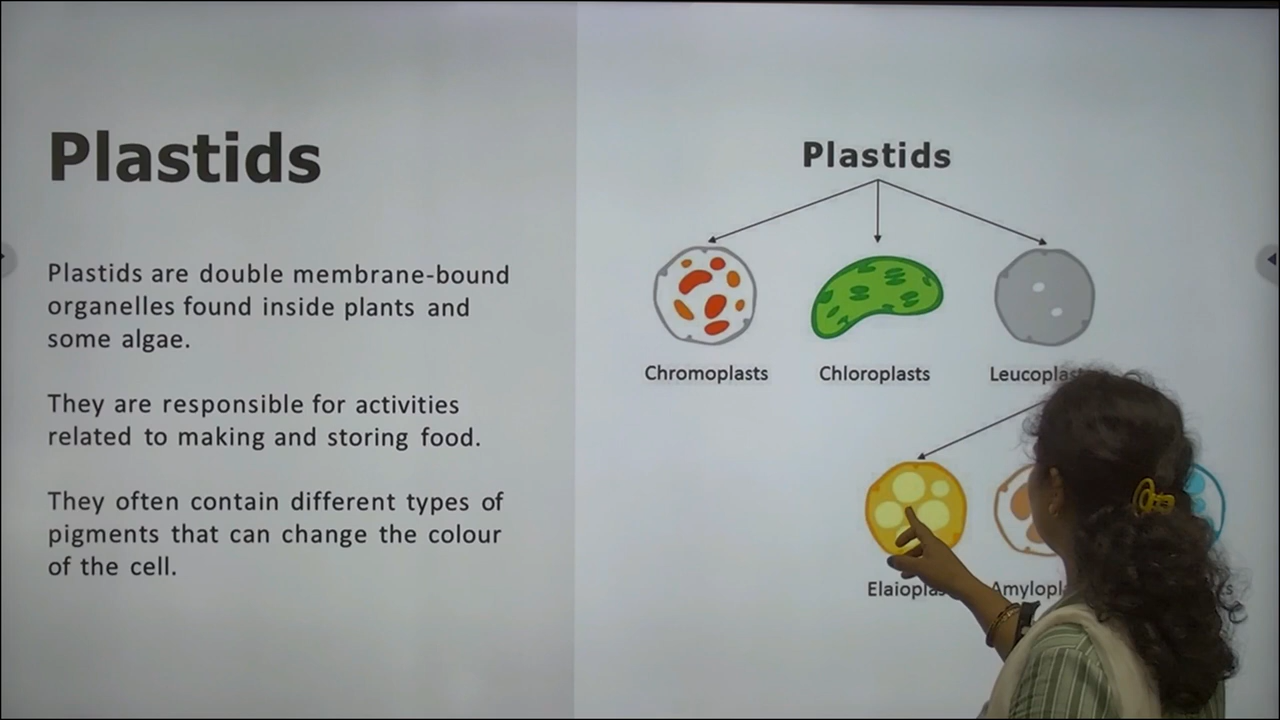 Plastids
Plastids are double membrane-bound
organelles found inside plants and
some algae.
They are responsible for activities
related to making and storing food.
They often contain different types of
pigments that can change the colour
of the cell.
Plastids
Chromoplasts Chloroplasts